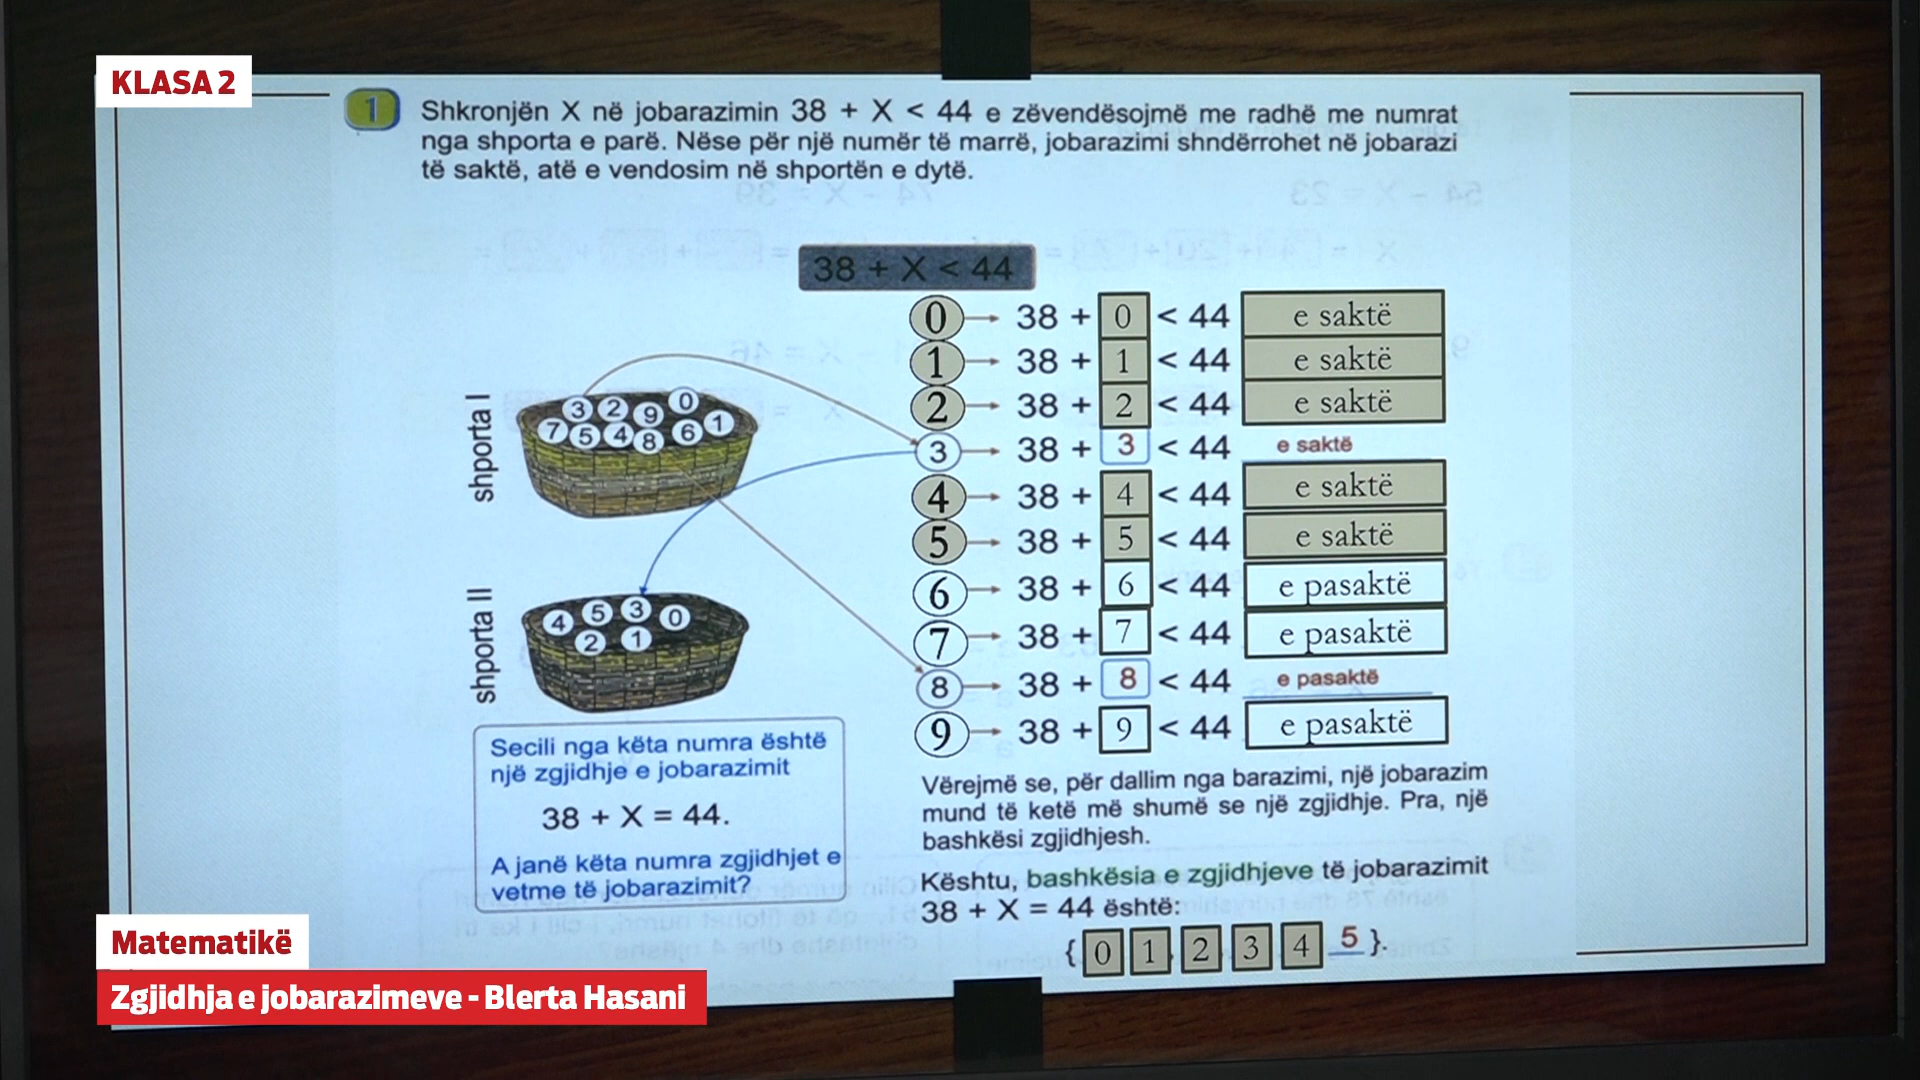 KLASA 2
1
Shkronjën X në jobarazimin 38 + X < 44 e zëvendësojmë me radhë me numrat
nga shporta e parë. Nëse për një numër të marrë, jobarazimi shndërrohet në jobarazi
të saktë, atë e vendosim në shportën e dytë.
38 + X < 44
0 38 + 0 < 44 e saktë
1 38 + 1 < 44 e saktë
2 38 + 2 < 44 e saktë
3 38 + 3 < 44 e saktë
4 38 + 4 < 44 e saktë
5 38 + 5 < 44 e saktë
6 38 + 6 < 44 e pasaktë
7 38 + 7 < 44 e pasaktë
8 38 + 8 < 44 e pasaktë
9 38 + 9 < 44 e pasaktë
shporta I
3 2 9 0
7 5 4 8 6 1
shporta II
4 5 3 0
2 1
Secili nga këta numra është
një zgjidhje e jobarazimit
38 + X = 44.
A janë këta numra zgjidhjet e
vetme të jobarazimit?
Vërejmë se, për dallim nga barazimi, një jobarazim
mund të ketë më shumë se një zgjidhje. Pra, një
bashkësi zgjidhjesh.
Kështu, bashkësia e zgjidhjeve të jobarazimit
38 + X = 44 është:
{ 0 1 2 3 4 5 }.
Matematikë
Zgjidhja e jobarazimeve - Blerta Hasani